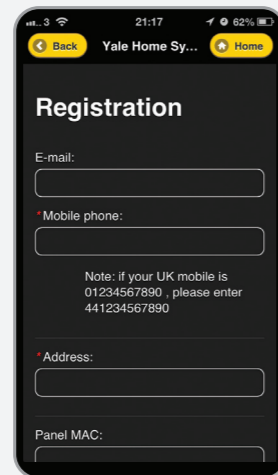 3 21:17 62%
Back Yale Home Sy... Home
Registration
E-mail:
*Mobile phone:
Note: if your UK mobile is
01234567890 , please enter
441234567890
*Address:
Panel MAC: